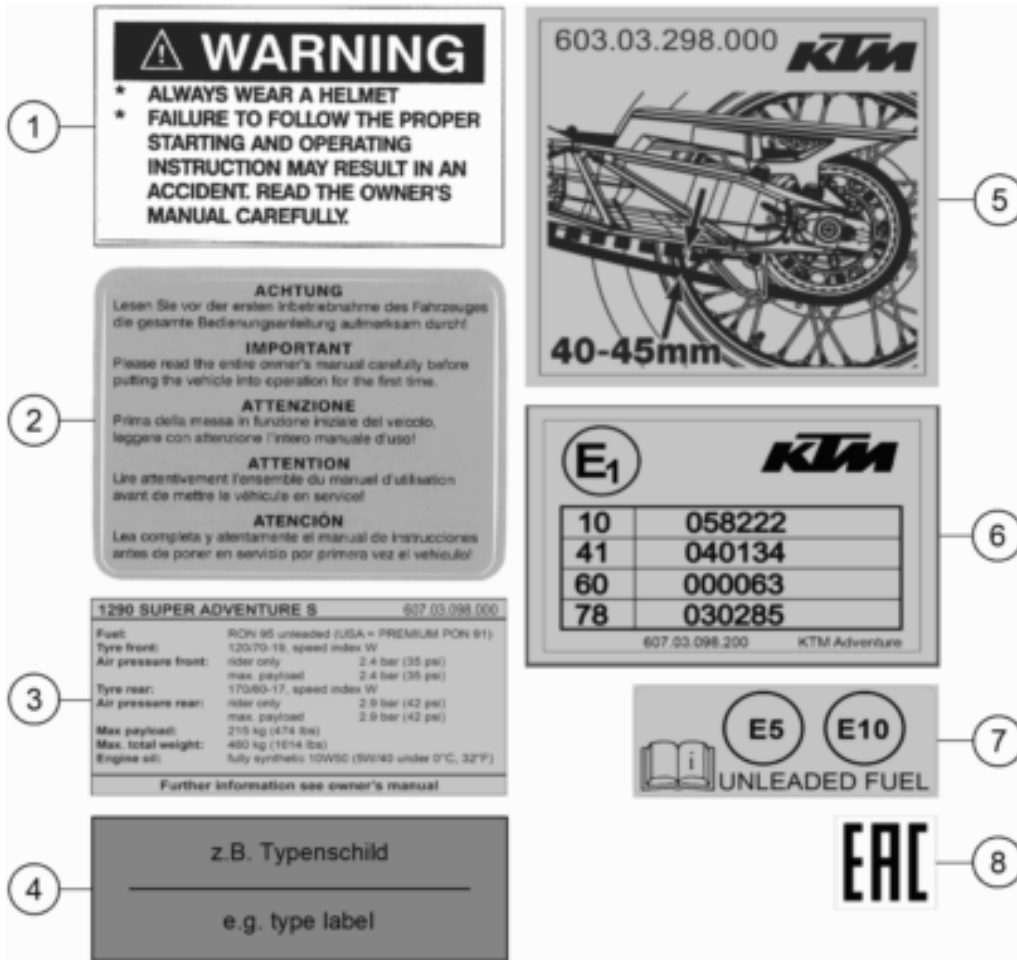 1
WARNING
* ALWAYS WEAR A HELMET
* FAILURE TO FOLLOW THE PROPER
STARTING AND OPERATING
INSTRUCTION MAY RESULT IN AN
ACCIDENT. READ THE OWNER'S
MANUAL CAREFULLY.
2
ACHTUNG
Lesen Sie vor der ersten Inbetriebnahme des Fahrzeuges
die gesamte Bedienungsanleitung aufmerksam durch!
IMPORTANT
Please read the entire owner's manual carefully before
putting the vehicle into operation for the first time.
ATTENZIONE
Prima della messa in funzione iniziale del veicolo,
leggere con attenzione l'intero manuale d'uso!
ATTENTION
Lire attentivement l'ensemble du manuel d'utilisation
avant de mettre le véhicule en service!
ATENCIÓN
Lea completa y atentamente el manual de instrucciones
antes de poner en servicio por primera vez el vehiculo!
3
1290 SUPER ADVENTURE S 607.03.098.000
Fuel: RON 95 unleaded (USA = PREMIUM PON 91)
Tyre front: 120/70-19, speed index W
Air pressure front: rider only 2.4 bar (35 psi)
max. payload 2.4 bar (35 psi)
Tyre rear: 170/60-17, speed index W
Air pressure rear: rider only 2.9 bar (42 psi)
max. payload 2.9 bar (42 psi)
Max payload: 215 kg (474 lbs)
Max. total weight: 460 kg (1014 lbs)
Engine oil: fully synthetic 10W50 (5W/40 under 0°C, 32°F)
Further information see owner's manual
4
z.B. Typenschild
e.g. type label
603.03.298.000 KTM
40-45mm
5
E1 KTM
10 058222
41 040134
60 000063
78 030285
607.03.098.200 KTM Adventure
6
E5 E10
i
UNLEADED FUEL
7
EAC
8